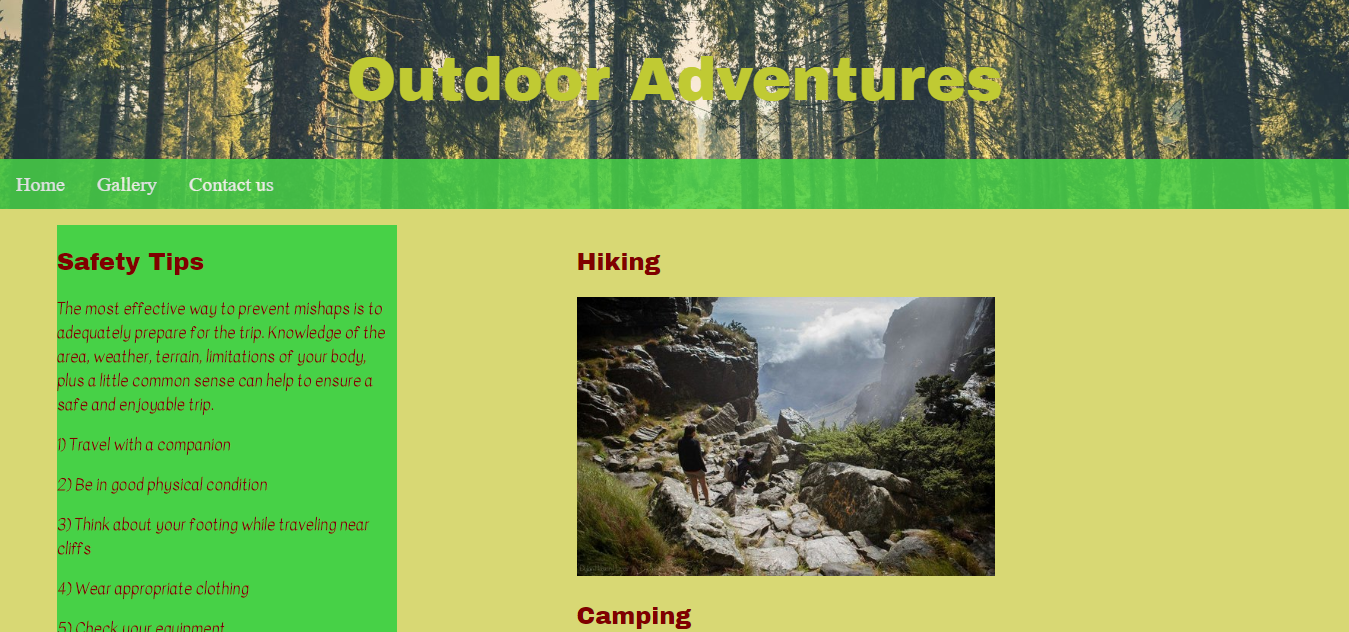 Outdoor Adventures
Home Gallery Contact us
Safety Tips
The most effective way to prevent mishaps is to
adequately prepare for the trip. Knowledge of the
area, weather, terrain, limitations of your body,
plus a little common sense can help to ensure a
safe and enjoyable trip.
1) Travel with a companion
2) Be in good physical condition
3) Think about your footing while traveling near
cliffs
4) Wear appropriate clothing
5) Check your equipment
Hiking
Camping